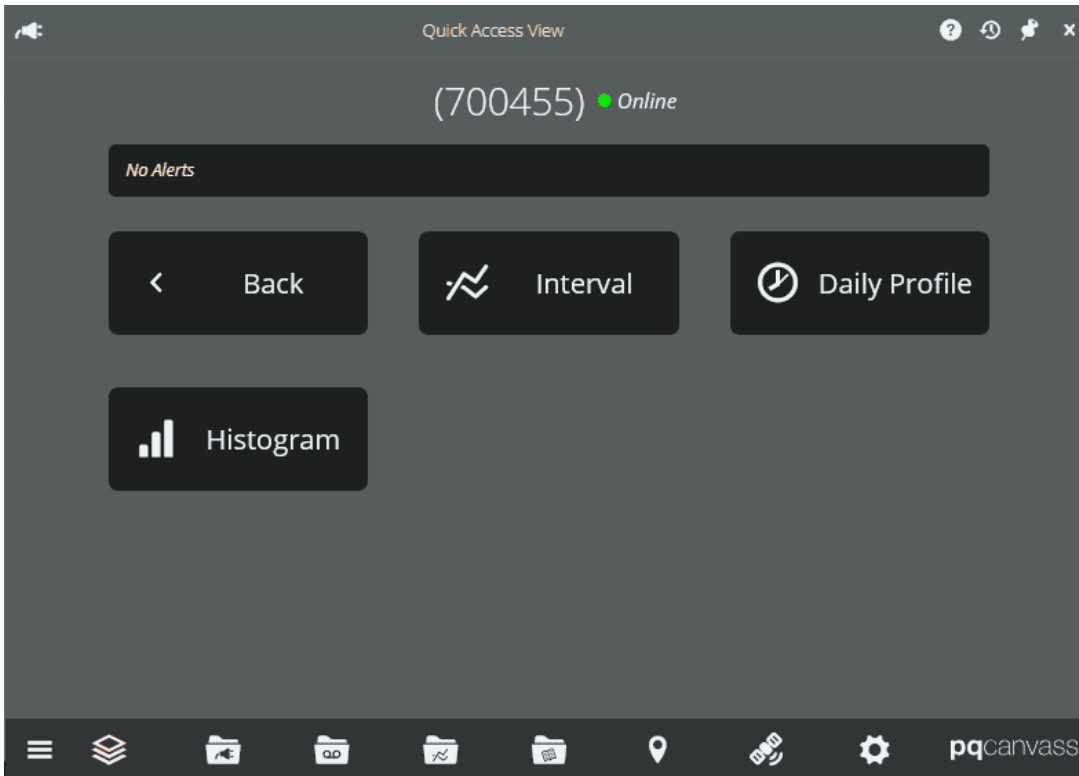 Quick Access View
(700455) Online
No Alerts
Back
Interval
Daily Profile
Histogram
pqcanvass